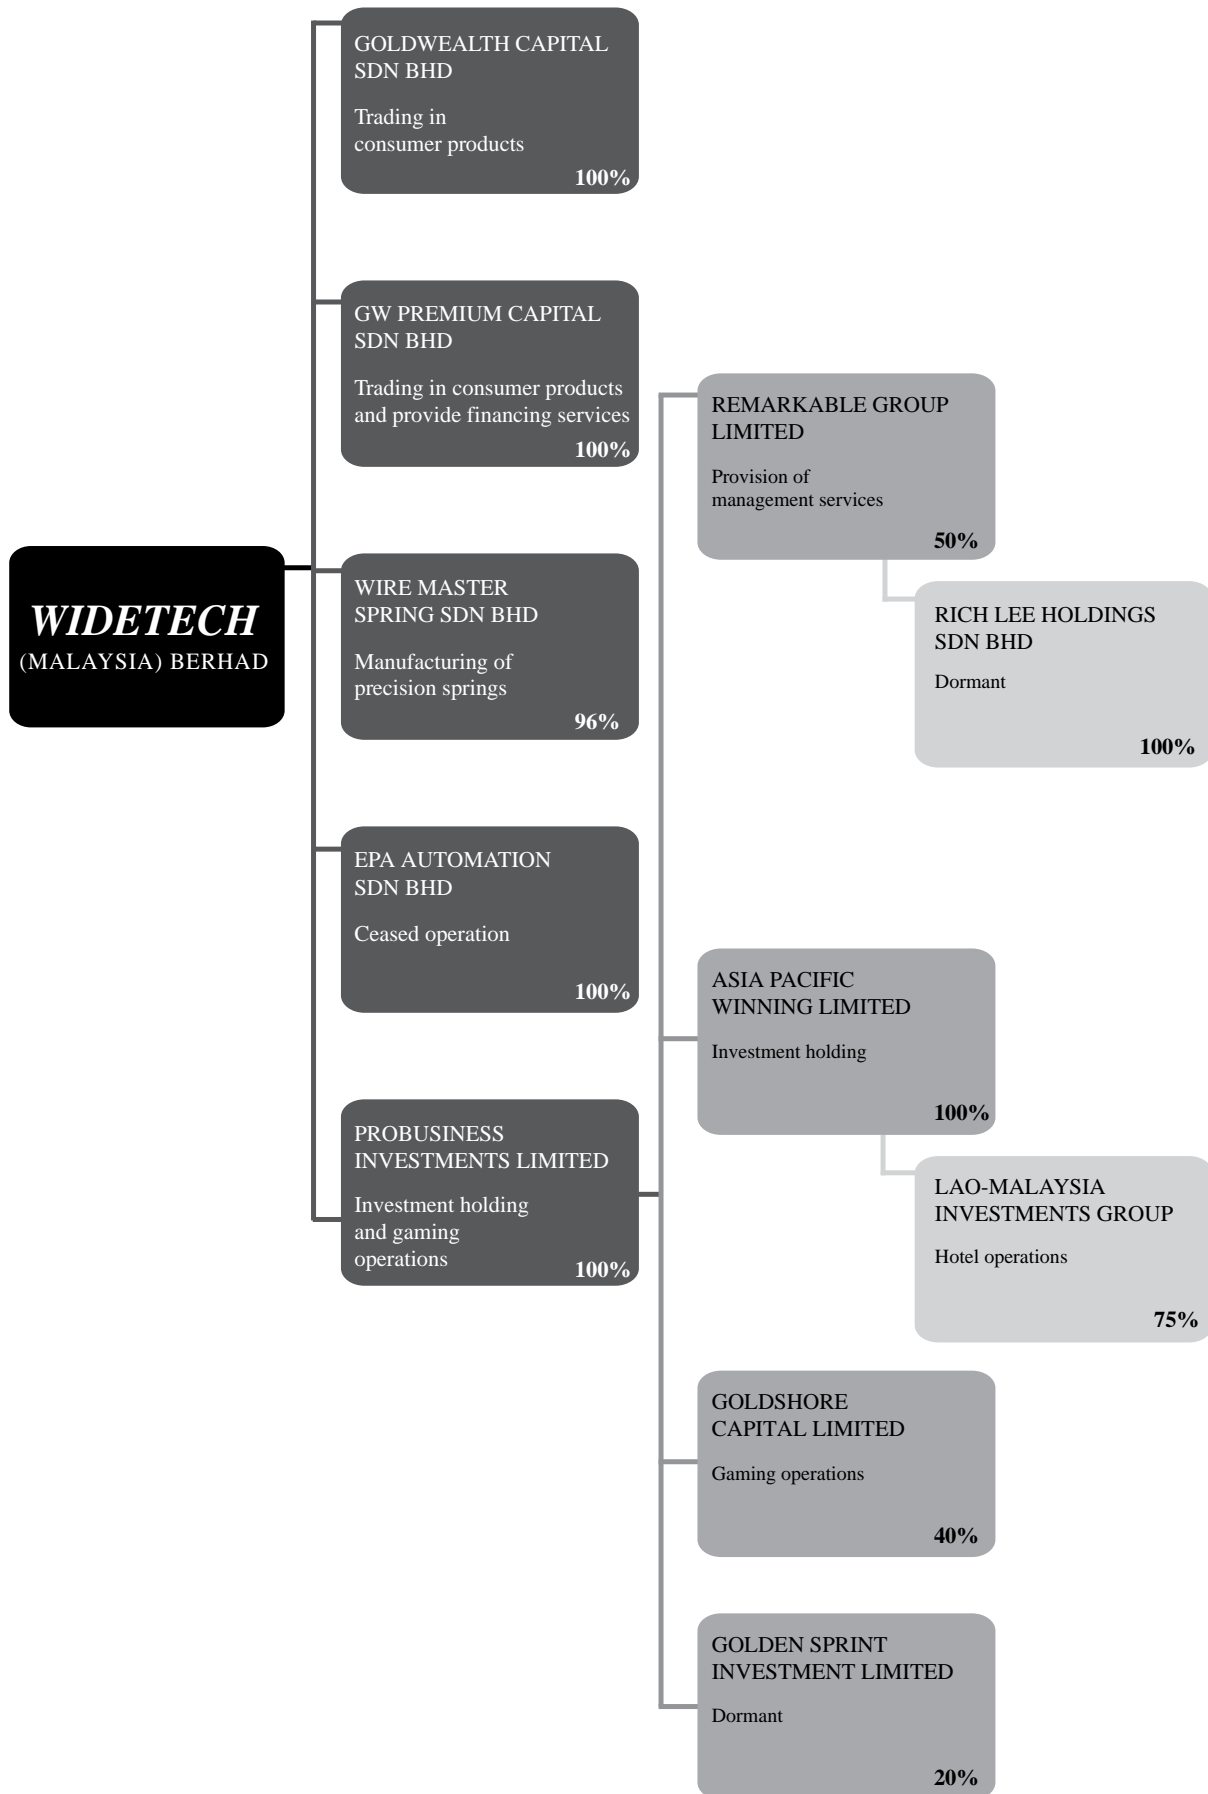 GOLDWEALTH CAPITAL
SDN BHD
Trading in
consumer products
100%
GW PREMIUM CAPITAL
SDN BHD
Trading in consumer products
and provide financing services
100%
WIDETECH
(MALAYSIA) BERHAD
WIRE MASTER
SPRING SDN BHD
Manufacturing of
precision springs
96%
EPA AUTOMATION
SDN BHD
Ceased operation
100%
PROBUSINESS
INVESTMENTS LIMITED
Investment holding
and gaming
operations
100%
REMARKABLE GROUP
LIMITED
Provision of
management services
50%
RICH LEE HOLDINGS
SDN BHD
Dormant
100%
ASIA PACIFIC
WINNING LIMITED
Investment holding
100%
LAO-MALAYSIA
INVESTMENTS GROUP
Hotel operations
75%
GOLDSHORE
CAPITAL LIMITED
Gaming operations
40%
GOLDEN SPRINT
INVESTMENT LIMITED
Dormant
20%